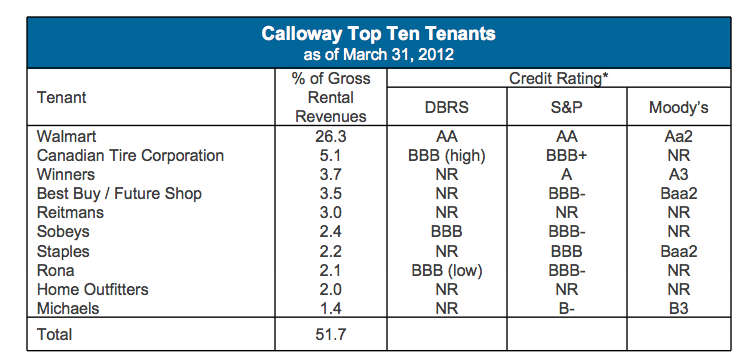 Calloway Top Ten Tenants
as of March 31, 2012
Tenant % of Gross Rental Revenues Credit Rating*
DBRS S&P Moody's
Walmart 26.3 AA AA Aa2
Canadian Tire Corporation 5.1 BBB (high) BBB+ NR
Winners 3.7 NR A A3
Best Buy / Future Shop 3.5 NR BBB- Baa2
Reitmans 3.0 NR NR NR
Sobeys 2.4 BBB BBB- NR
Staples 2.2 NR BBB Baa2
Rona 2.1 BBB (low) BBB- NR
Home Outfitters 2.0 NR NR NR
Michaels 1.4 NR B- B3
Total 51.7